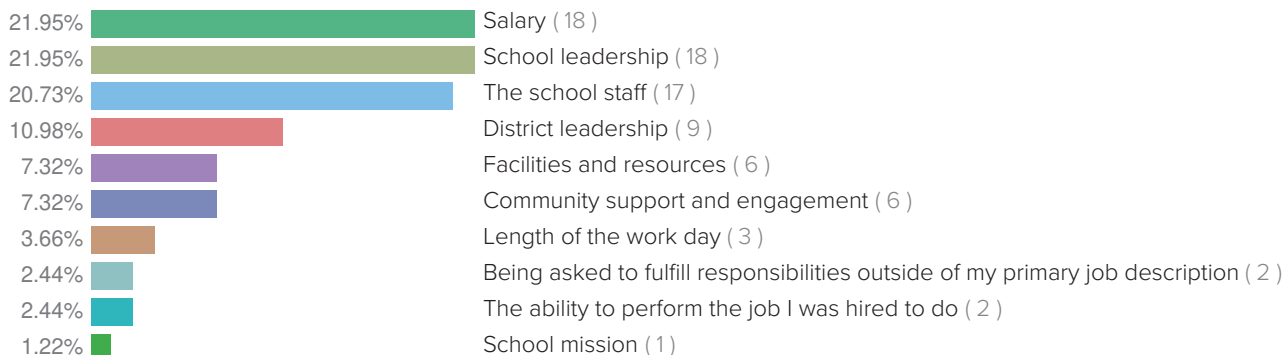 21.95% Salary ( 18 )
21.95% School leadership ( 18 )
20.73% The school staff ( 17 )
10.98% District leadership ( 9 )
7.32% Facilities and resources ( 6 )
7.32% Community support and engagement ( 6 )
3.66% Length of the work day ( 3 )
2.44% Being asked to fulfill responsibilities outside of my primary job description ( 2 )
2.44% The ability to perform the job I was hired to do ( 2 )
1.22% School mission ( 1 )